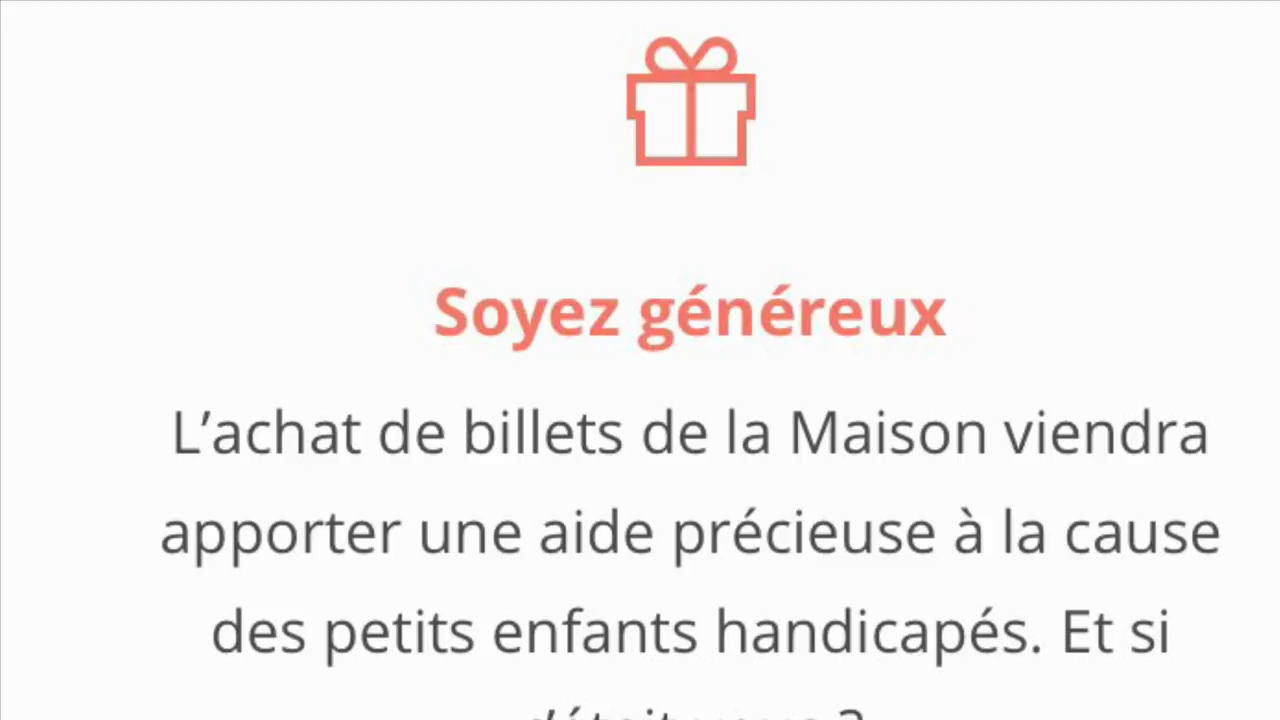 Soyez généreux
L’achat de billets de la Maison viendra
apporter une aide précieuse à la cause
des petits enfants handicapés. Et si